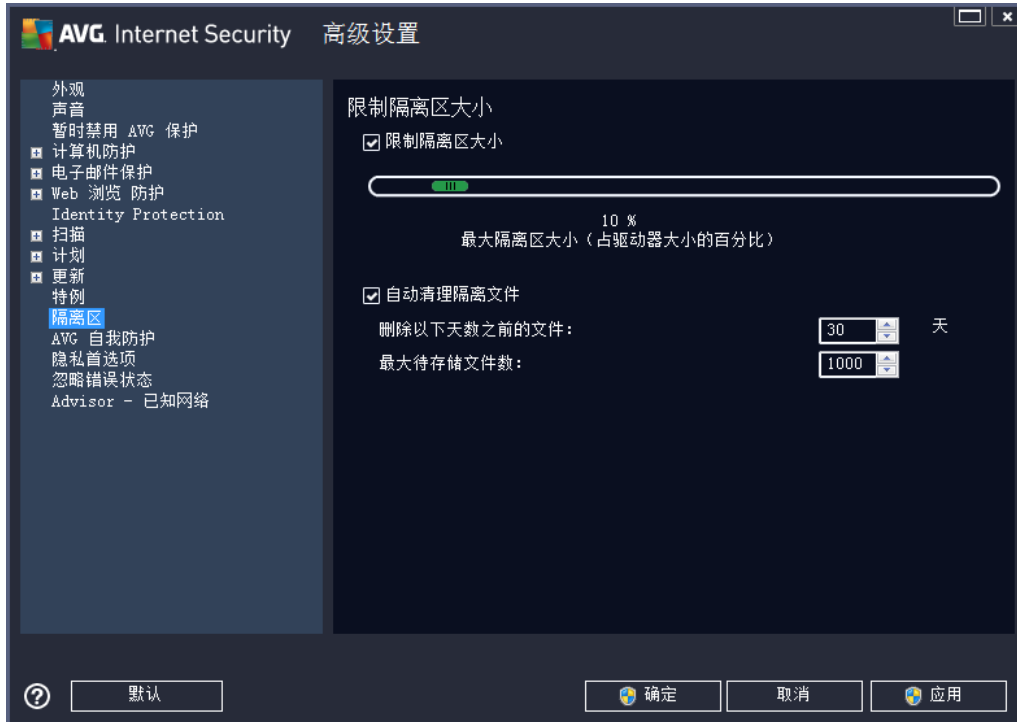 AVG. Internet Security 高级设置
外观
声音
暂时禁用 AVG 保护
计算机防护
电子邮件保护
Web 浏览 防护
Identity Protection
扫描
计划
更新
特例
隔离区
AVG 自我防护
隐私首选项
忽略错误状态
Advisor - 已知网络
限制隔离区大小
限制隔离区大小
10 %
最大隔离区大小（占驱动器大小的百分比）
自动清理隔离文件
删除以下天数之前的文件: 30 天
最大待存储文件数: 1000
默认 确定 取消 应用